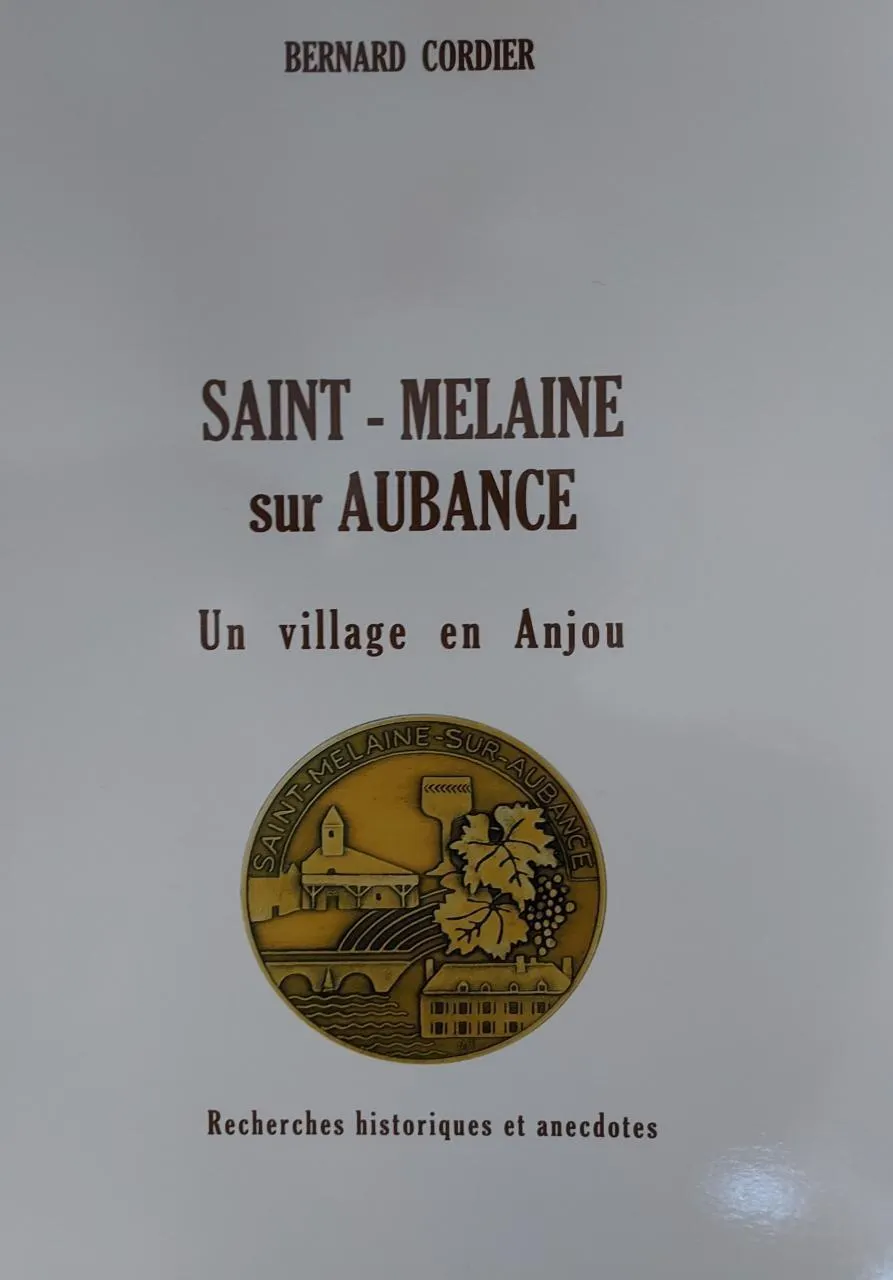 BERNARD CORDIER
SAINT - MELAINE
sur AUBANCE
Un village en Anjou
SAINT-MELAINE-SUR-AUBANCE
Recherches historiques et anecdotes